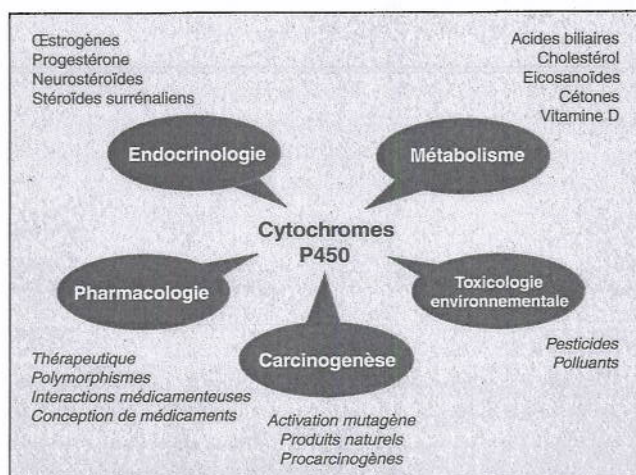 Œstrogènes
Progestérone
Neurostéroïdes
Stéroïdes surrénaliens
Acides biliaires
Cholestérol
Eicosanoïdes
Cétones
Vitamine D
Endocrinologie
Métabolisme
Cytochromes
P450
Pharmacologie
Toxicologie
environnementale
Carcinogenèse
Thérapeutique
Polymorphismes
Interactions médicamenteuses
Conception de médicaments
Activation mutagène
Produits naturels
Procarcinogènes
Pesticides
Polluants